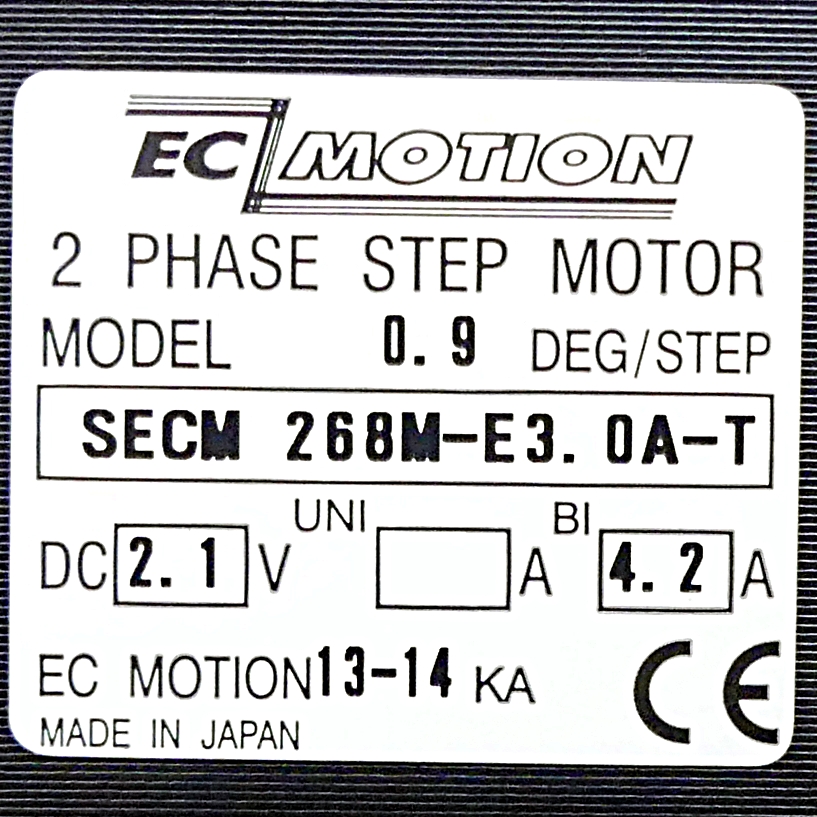 EC MOTION
2 PHASE STEP MOTOR
MODEL 0.9 DEG/STEP
SECM 268M-E3.0A-T
UNI BI
DC 2.1 V A 4.2 A
EC MOTION 13-14 KA
MADE IN JAPAN CE